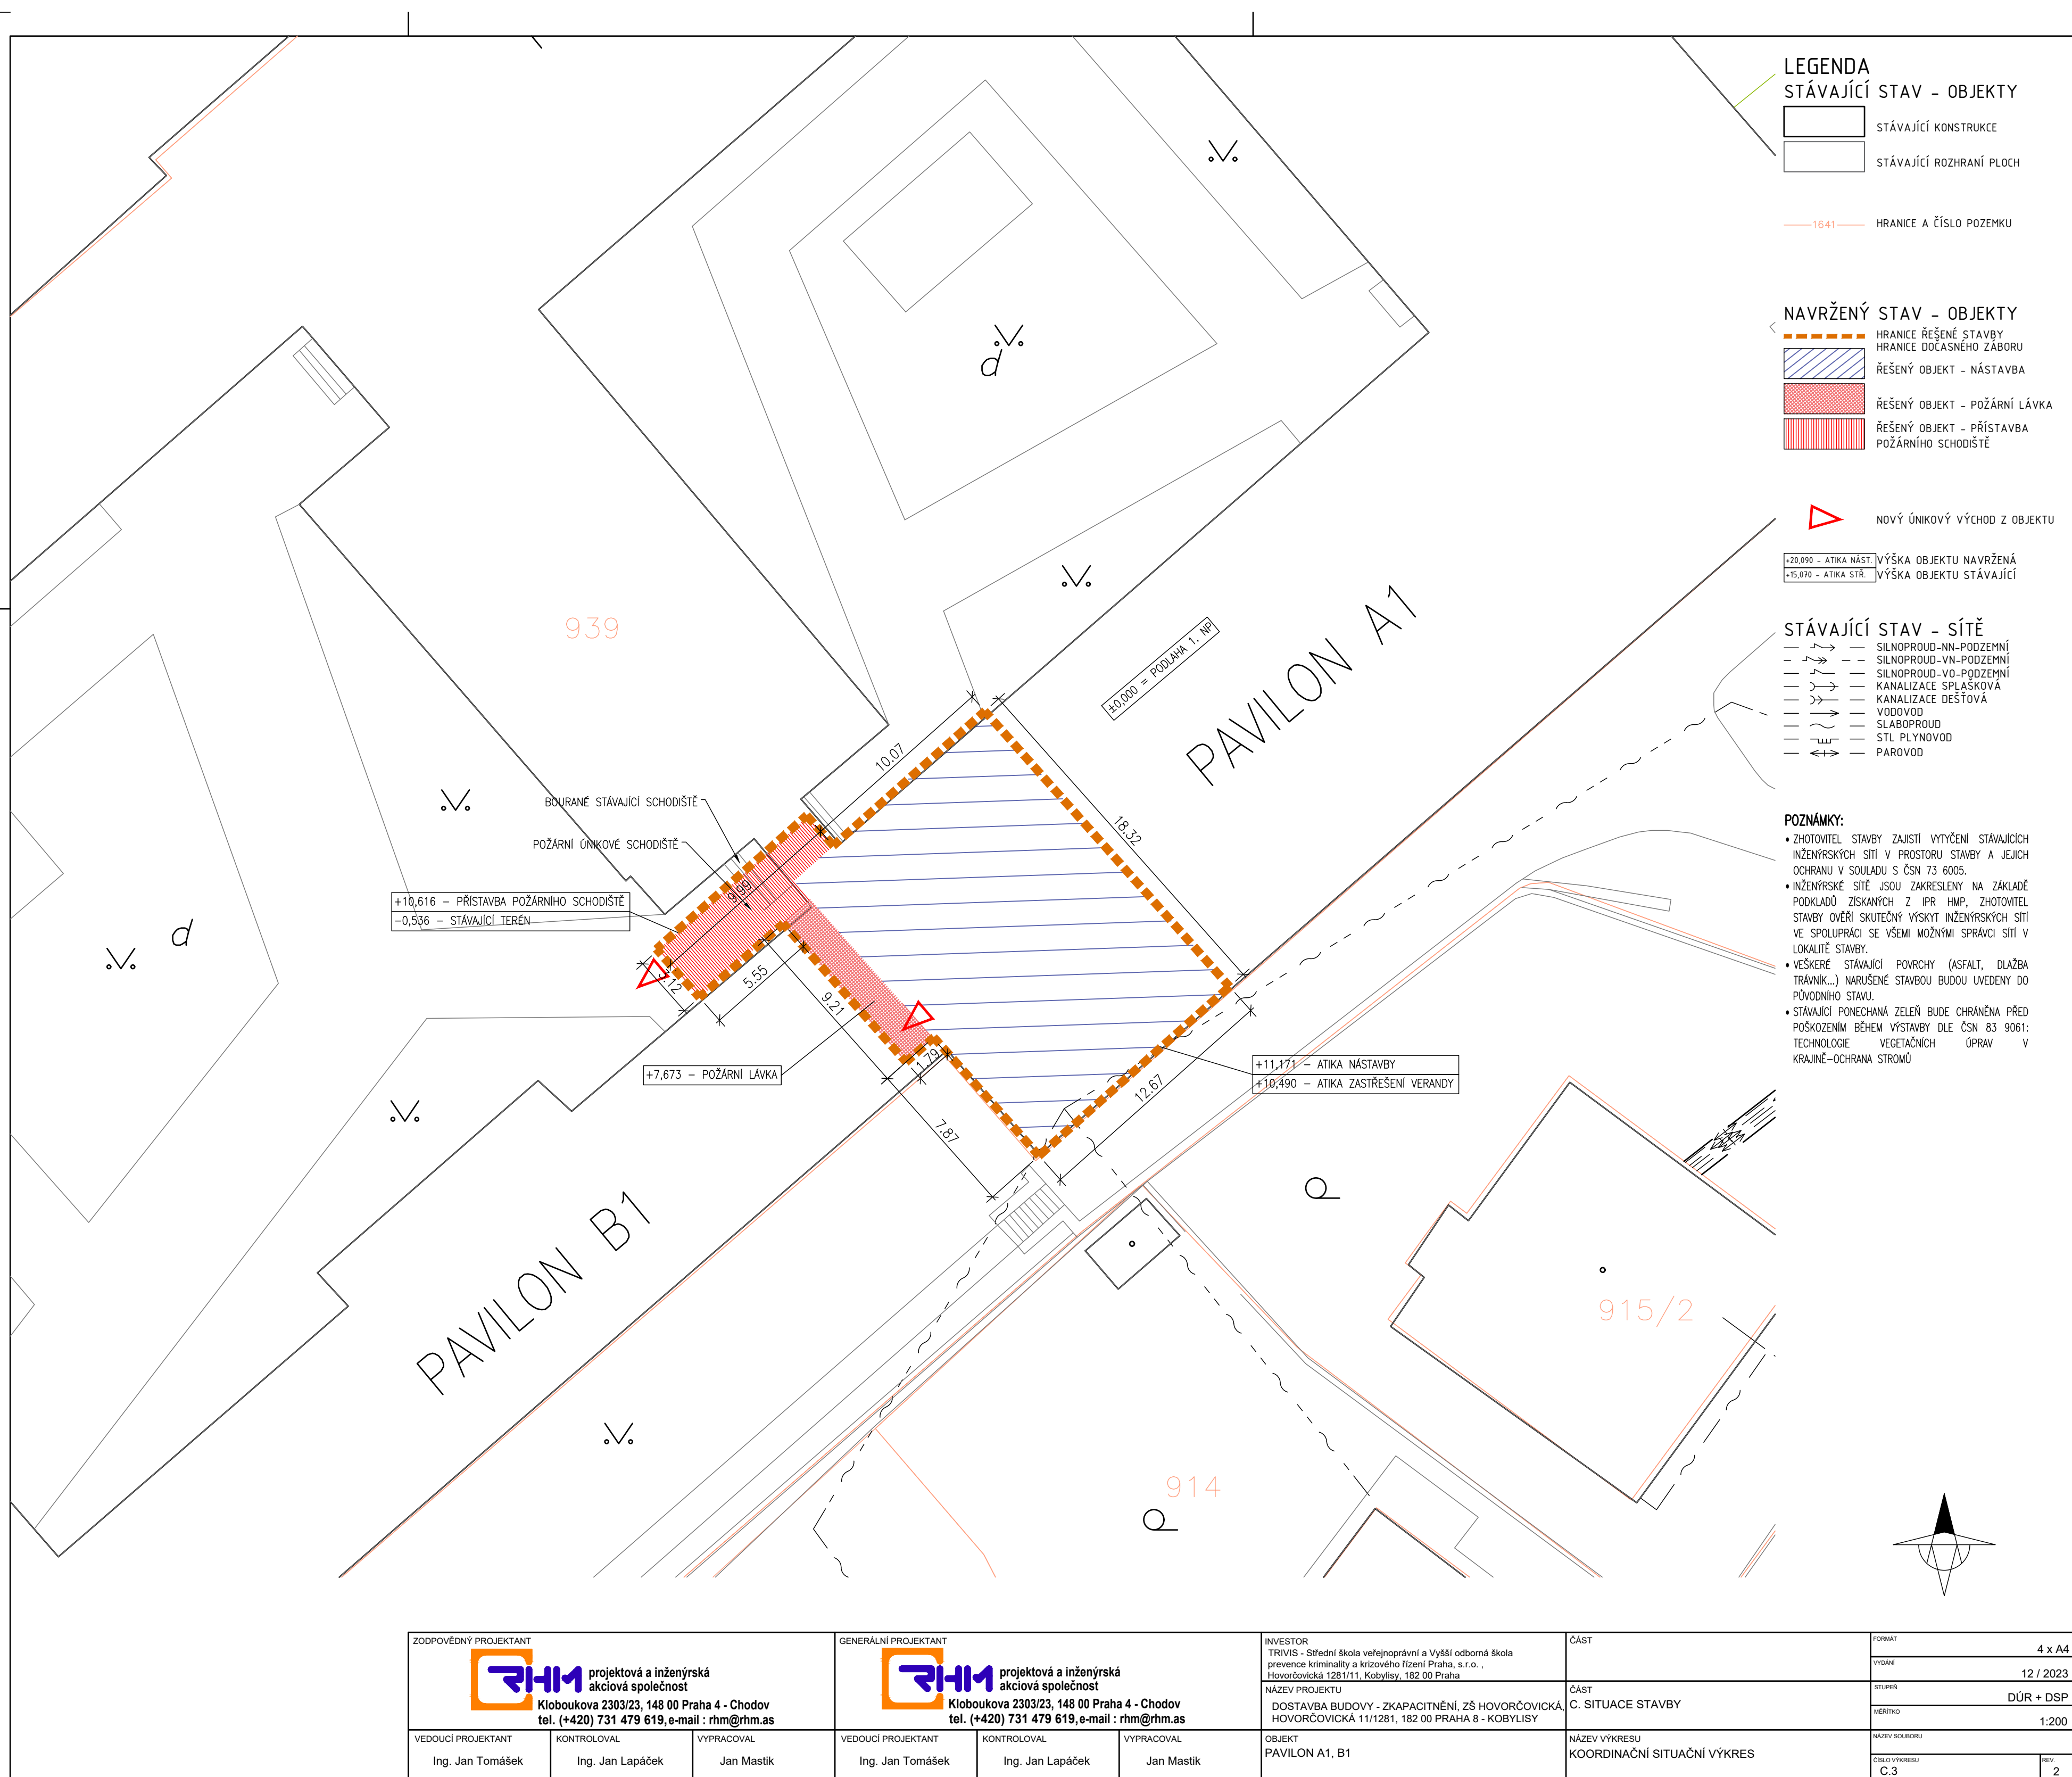 LEGENDA
STÁVAJÍCÍ STAV - OBJEKTY
STÁVAJÍCÍ KONSTRUKCE
STÁVAJÍCÍ ROZHRANÍ PLOCH
1641
HRANICE A ČÍSLO POZEMKU
NAVRŽENÝ STAV - OBJEKTY
HRANICE ŘEŠENÉ STAVBY
HRANICE DOČASNÉHO ZÁBORU
ŘEŠENÝ OBJEKT - NÁSTAVBA
ŘEŠENÝ OBJEKT - POŽÁRNÍ LÁVKA
ŘEŠENÝ OBJEKT - PŘÍSTAVBA
POŽÁRNÍHO SCHODIŠTĚ
NOVÝ ÚNIKOVÝ VÝCHOD Z OBJEKTU
+20,090 - ATIKA NÁST. VÝŠKA OBJEKTU NAVRŽENÁ
+15,070 - ATIKA STŘ. VÝŠKA OBJEKTU STÁVAJÍCÍ
STÁVAJÍCÍ STAV - SÍTĚ
SILNOPROUD-NN-PODZEMNÍ
SILNOPROUD-VN-PODZEMNÍ
SILNOPROUD-VO-PODZEMNÍ
KANALIZACE SPLAŠKOVÁ
KANALIZACE DEŠŤOVÁ
VODOVOD
SLABOPROUD
STL PLYNOVOD
PAROVOD
POZNÁMKY:
• ZHOTOVITEL STAVBY ZAJISTÍ VYTYČENÍ STÁVAJÍCÍCH
INŽENÝRSKÝCH SÍTÍ V PROSTORU STAVBY A JEJICH
OCHRANU V SOULADU S ČSN 73 6005.
• INŽENÝRSKÉ SÍTĚ JSOU ZAKRESLENY NA ZÁKLADĚ
PODKLADŮ ZÍSKANÝCH Z IPR HMP, ZHOTOVITEL
STAVBY OVĚŘÍ SKUTEČNÝ VÝSKYT INŽENÝRSKÝCH SÍTÍ
VE SPOLUPRÁCI SE VŠEMI MOŽNÝMI SPRÁVCI SÍTÍ V
LOKALITĚ STAVBY.
• VEŠKERÉ STÁVAJÍCÍ POVRCHY (ASFALT, DLAŽBA
TRÁVNÍK...) NARUŠENÉ STAVBOU BUDOU UVEDENY DO
PŮVODNÍHO STAVU.
• STÁVAJÍCÍ PONECHANÁ ZELEŇ BUDE CHRÁNĚNA PŘED
POŠKOZENÍM BĚHEM VÝSTAVBY DLE ČSN 83 9061:
TECHNOLOGIE VEGETAČNÍCH ÚPRAV V
KRAJINĚ-OCHRANA STROMŮ
939
±0,000 = PODLAHA 1. NP
PAVILON A1
10.07
18.32
BOURANÉ STÁVAJÍCÍ SCHODIŠTĚ
POŽÁRNÍ ÚNIKOVÉ SCHODIŠTĚ
9.99
+10,616 - PŘÍSTAVBA POŽÁRNÍHO SCHODIŠTĚ
-0,536 - STÁVAJÍCÍ TERÉN
5.55
9.21
1.79
+7,673 - POŽÁRNÍ LÁVKA
+11,171 - ATIKA NÁSTAVBY
+10,490 - ATIKA ZASTŘEŠENÍ VERANDY
12.67
7.87
PAVILON B1
915/2
914
ZODPOVĚDNÝ PROJEKTANT
RHM projektová a inženýrská
akciová společnost
Kloboukova 2303/23, 148 00 Praha 4 - Chodov
tel. (+420) 731 479 619, e-mail : rhm@rhm.as
VEDOUCÍ PROJEKTANT
Ing. Jan Tomášek
KONTROLOVAL
Ing. Jan Lapáček
VYPRACOVAL
Jan Mastik
GENERÁLNÍ PROJEKTANT
RHM projektová a inženýrská
akciová společnost
Kloboukova 2303/23, 148 00 Praha 4 - Chodov
tel. (+420) 731 479 619, e-mail : rhm@rhm.as
VEDOUCÍ PROJEKTANT
Ing. Jan Tomášek
KONTROLOVAL
Ing. Jan Lapáček
VYPRACOVAL
Jan Mastik
INVESTOR
TRIVIS - Střední škola veřejnoprávní a Vyšší odborná škola
prevence kriminality a krizového řízení Praha, s.r.o. ,
Hovorčovická 1281/11, Kobylisy, 182 00 Praha
NÁZEV PROJEKTU
DOSTAVBA BUDOVY - ZKAPACITNĚNÍ, ZŠ HOVORČOVICKÁ,
HOVORČOVICKÁ 11/1281, 182 00 PRAHA 8 - KOBYLISY
OBJEKT
PAVILON A1, B1
ČÁST
ČÁST
C. SITUACE STAVBY
NÁZEV VÝKRESU
KOORDINAČNÍ SITUAČNÍ VÝKRES
FORMÁT
4 x A4
VYDÁNÍ
12 / 2023
STUPEŇ
DÚR + DSP
MĚŘÍTKO
1:200
NÁZEV SOUBORU
ČÍSLO VÝKRESU
C.3
REV.
2